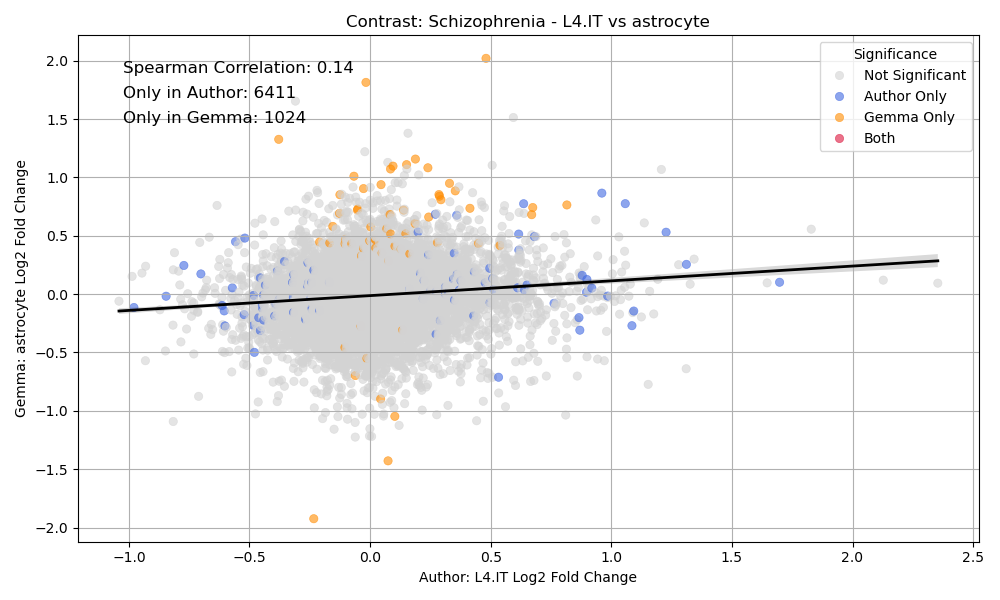 Contrast: Schizophrenia - L4.IT vs astrocyte
Spearman Correlation: 0.14
Only in Author: 6411
Only in Gemma: 1024
Significance
Not Significant
Author Only
Gemma Only
Both
Gemma: astrocyte Log2 Fold Change
2.0
1.5
1.0
0.5
0.0
−0.5
−1.0
−1.5
−2.0
−1.0
−0.5
0.0
0.5
1.0
1.5
2.0
2.5
Author: L4.IT Log2 Fold Change